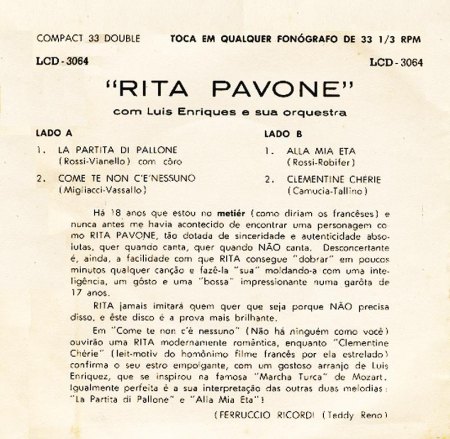 COMPACT 33 DOUBLE TOCA EM QUALQUER FONÓGRAFO DE 33 1/3 RPM
LCD - 3064 LCD - 3064
"RITA PAVONE"
com Luis Enriques e sua orquestra
LADO A
1. LA PARTITA DI PALLONE
(Rossi-Vianello) com côro
2. COME TE NON C'E'NESSUNO
(Migliacci-Vassallo)
LADO B
1. ALLA MIA ETA
(Rossi-Robifer)
2. CLEMENTINE CHÉRIE
(Camucia-Tallino)
Há 18 anos que estou no metiér (como diriam os francêses) e
nunca antes me havia acontecido de encontrar uma personagem co
mo RITA PAVONE, tão dotada de sinceridade e autenticidade abso-
lutas, quer quando canta, quer quando NÃO canta. Desconcertante
é, ainda, a facilidade com que RITA consegue "dobrar" em poucos
minutos qualquer canção e fazê-la "sua" moldando-a com uma inte-
ligência, um gôsto e uma "bossa" impressionante numa garôta de
17 anos.
RITA jamais imitará quem quer que seja porque NÃO precisa
disso, e êste disco é a prova mais brilhante.
Em "Come te non c'è nessuno" (Não há ninguém como você)
ouvirão uma RITA modernamente romântica, enquanto "Clementine
Chérie" (leit-motiv do homônimo filme francês por ela estrelado)
confirma o seu estro empolgante, com um gostoso arranjo de Luis
Enriquez, que se inspirou na famosa "Marcha Turca" de Mozart.
Igualmente perfeita é a sua interpretação das outras duas melodias:
"La Partita di Pallone" e "Alla Mia Eta"!
(FERRUCCIO RICORDI (Teddy Reno)